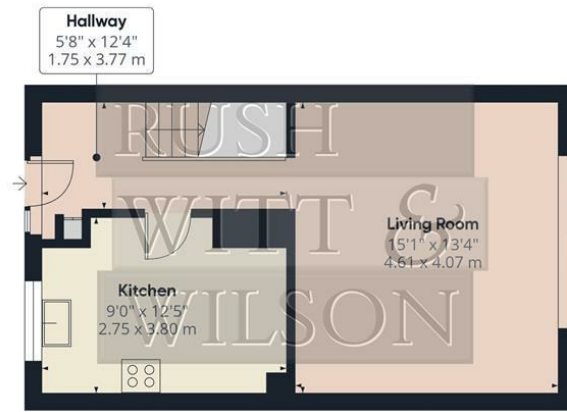 Hallway
5'8" x 12'4"
1.75 x 3.77 m
RUSH
WITT &
WILSON
Living Room
15'1" x 13'4"
4.61 x 4.07 m
Kitchen
9'0" x 12'5"
2.75 x 3.80 m